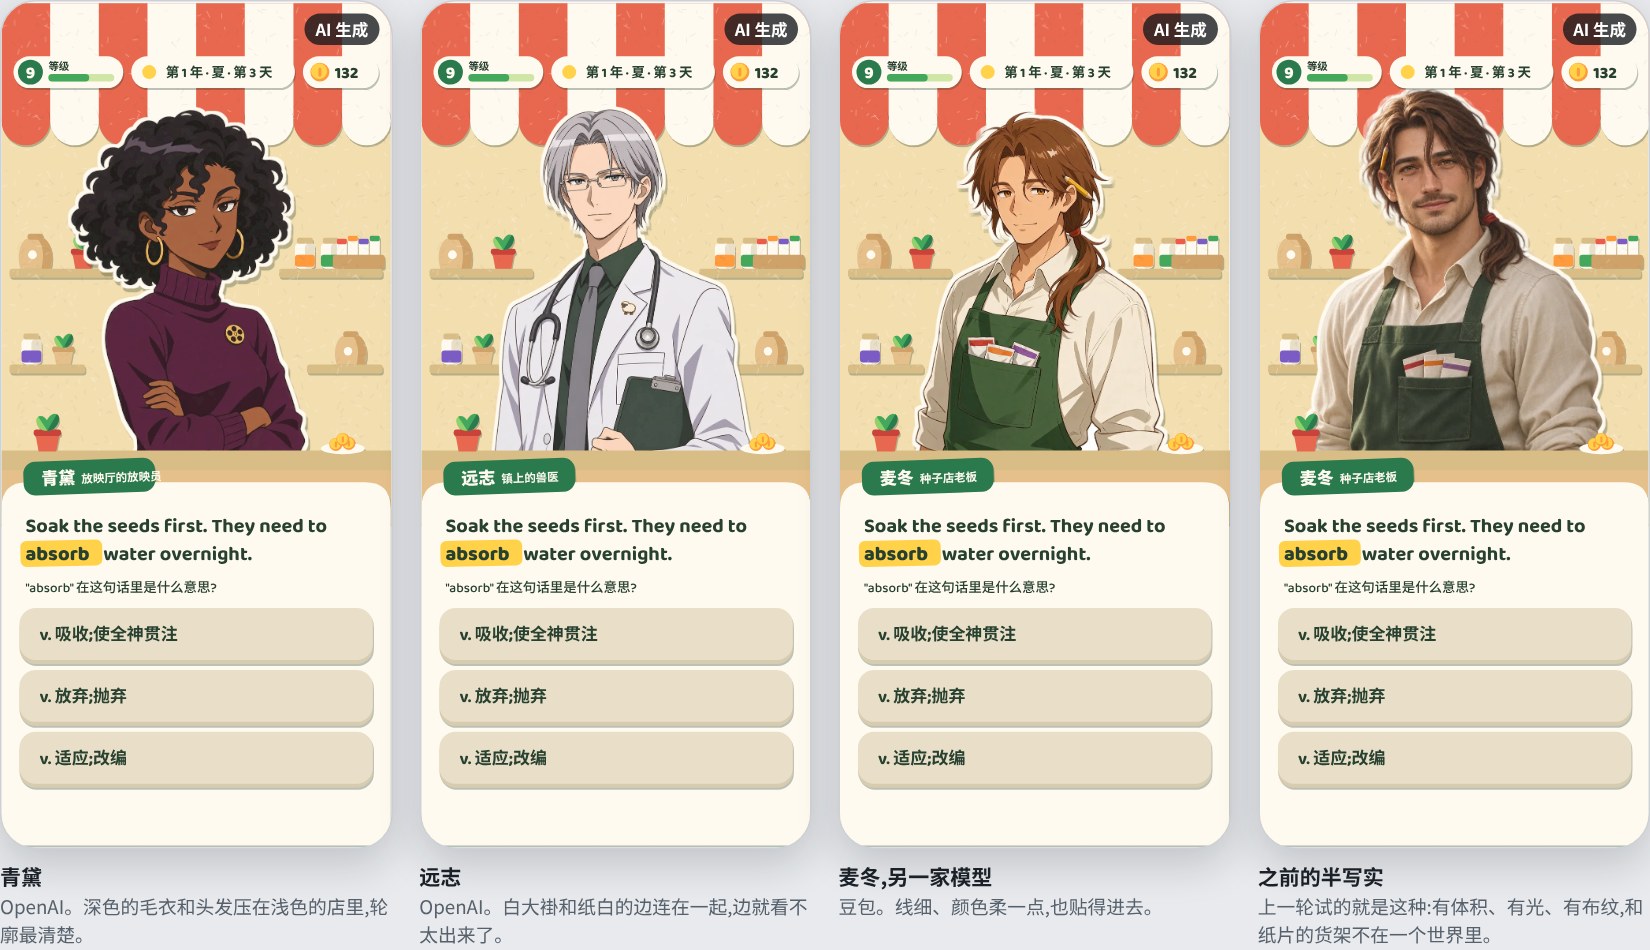 AI 生成
9 等级 第1年·夏·第3天 132
青黛 放映厅的放映员
Soak the seeds first. They need to
absorb water overnight.
"absorb" 在这句话里是什么意思?
v. 吸收;使全神贯注
v. 放弃;抛弃
v. 适应;改编
青黛
OpenAI。深色的毛衣和头发压在浅色的店里,轮
廓最清楚。
AI 生成
9 等级 第1年·夏·第3天 132
远志 镇上的兽医
Soak the seeds first. They need to
absorb water overnight.
"absorb" 在这句话里是什么意思?
v. 吸收;使全神贯注
v. 放弃;抛弃
v. 适应;改编
远志
OpenAI。白大褂和纸白的边连在一起,边就看不
太出来了。
AI 生成
9 等级 第1年·夏·第3天 132
麦冬 种子店老板
Soak the seeds first. They need to
absorb water overnight.
"absorb" 在这句话里是什么意思?
v. 吸收;使全神贯注
v. 放弃;抛弃
v. 适应;改编
麦冬,另一家模型
豆包。线细、颜色柔一点,也贴得进去。
AI 生成
9 等级 第1年·夏·第3天 132
麦冬 种子店老板
Soak the seeds first. They need to
absorb water overnight.
"absorb" 在这句话里是什么意思?
v. 吸收;使全神贯注
v. 放弃;抛弃
v. 适应;改编
之前的半写实
上一轮试的就是这种:有体积、有光、有布纹,和
纸片的货架不在一个世界里。